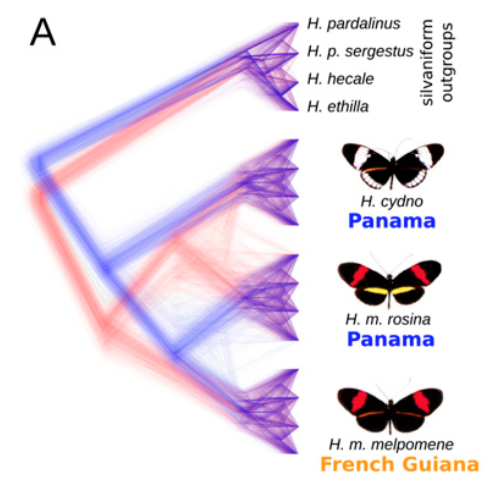 A
H. pardalinus
H. p. sergestus
H. hecale
H. ethilla
silvaniform
outgroups
H. cydno
Panama
H. m. rosina
Panama
H. m. melpomene
French Guiana